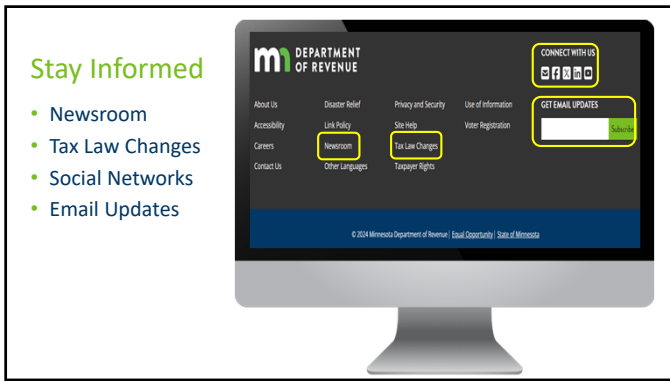 Stay Informed
• Newsroom
• Tax Law Changes
• Social Networks
• Email Updates
mn DEPARTMENT
OF REVENUE
CONNECT WITH US
About Us
Accessibility
Careers
Contact Us
Disaster Relief
Link Policy
Newsroom
Other Languages
Privacy and Security
Site Help
Tax Law Changes
Taxpayer Rights
Use of Information
Voter Registration
GET EMAIL UPDATES
Subscribe
© 2024 Minnesota Department of Revenue | Equal Opportunity | State of Minnesota